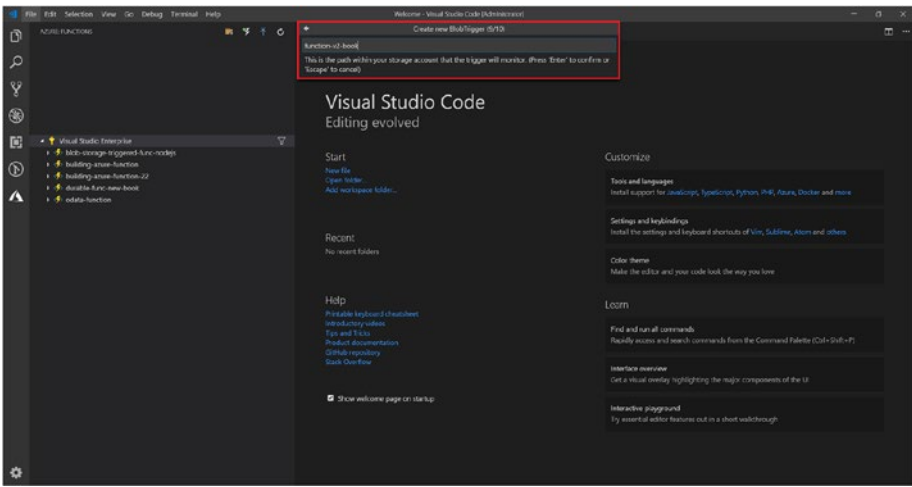 File Edit Selection View Go Debug Terminal Help
Welcome - Visual Studio Code [Administrator]
AZURE: FUNCTIONS
Create new BlobTrigger (6/10)
function-v2-book
This is the path within your storage account that the trigger will monitor. (Press 'Enter' to confirm or
'Escape' to cancel)
Visual Studio Enterprise
blob-storage-triggered-func-nodejs
building-azure-function
building-azure-function-22
durable-func-new-book
odata-function
Visual Studio Code
Editing evolved
Start
New file
Open folder...
Add workspace folder...
Recent
No recent folders
Help
Printable keyboard cheatsheet
Introductory videos
Tips and Tricks
Product documentation
GitHub repository
Stack Overflow
Show welcome page on startup
Customize
Tools and languages
Install support for JavaScript, TypeScript, Python, PHP, Azure, Docker and more
Settings and keybindings
Install the settings and keyboard shortcuts of Vim, Sublime, Atom and others
Color theme
Make the editor and your code look the way you love
Learn
Find and run all commands
Rapidly access and search commands from the Command Palette (Ctrl+Shift+P)
Interface overview
Get a visual overlay highlighting the major components of the UI
Interactive playground
Try essential editor features out in a short walkthrough